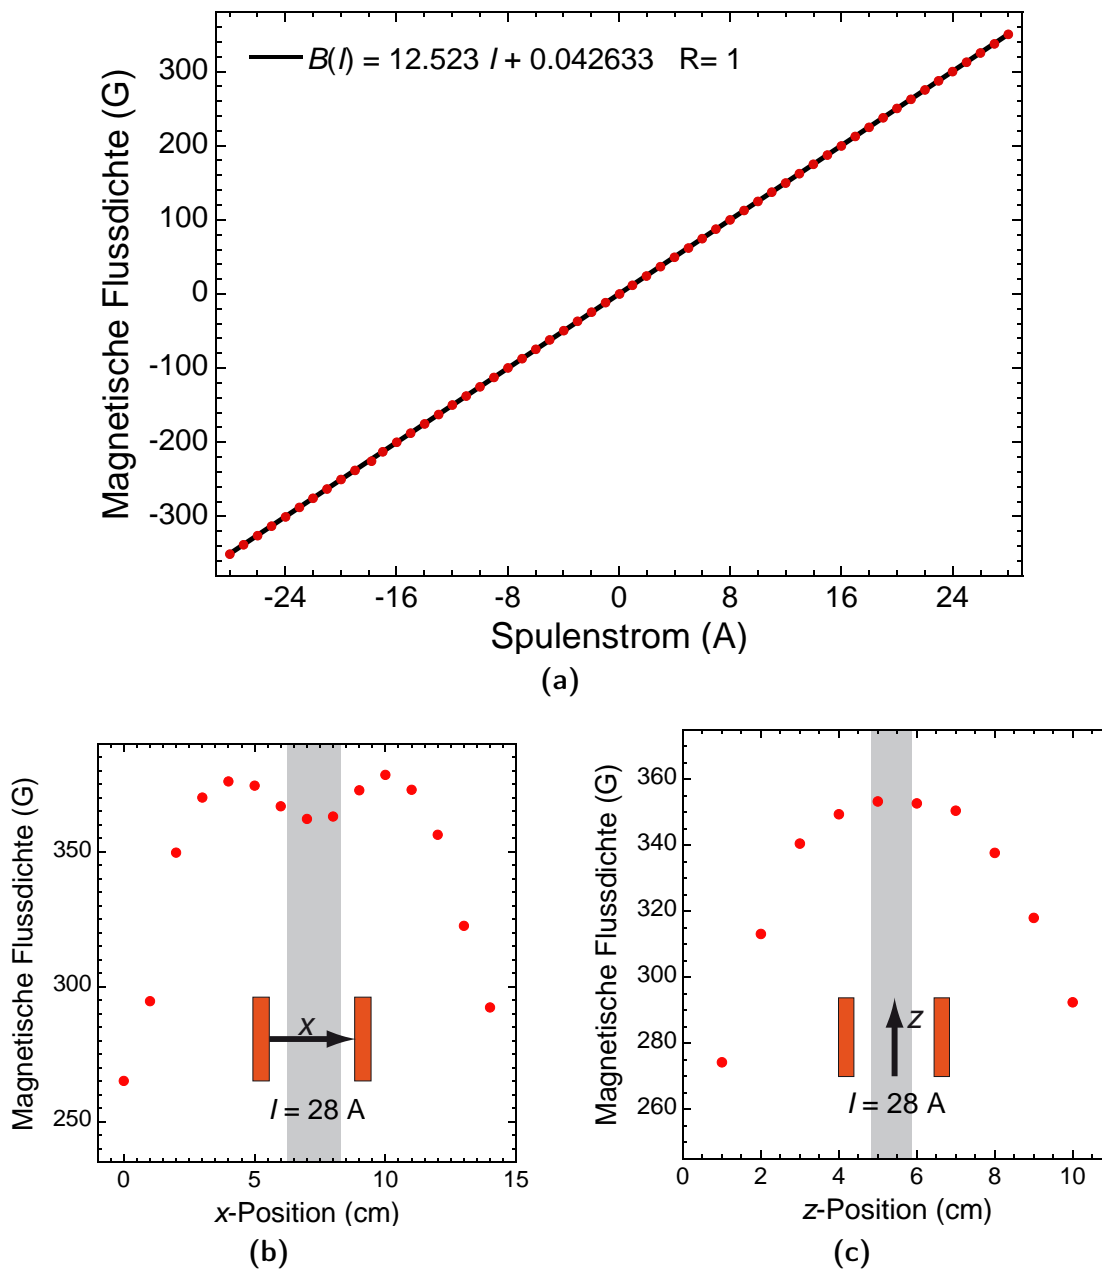 B(I) = 12.523 I + 0.042633 R= 1
Magnetische Flussdichte (G)
300
200
100
0
-100
-200
-300
-24 -16 -8 0 8 16 24
Spulenstrom (A)
(a)
Magnetische Flussdichte (G)
350
300
250
x
I = 28 A
0 5 10 15
x-Position (cm)
(b)
Magnetische Flussdichte (G)
360
340
320
300
280
260
z
I = 28 A
0 2 4 6 8 10
z-Position (cm)
(c)